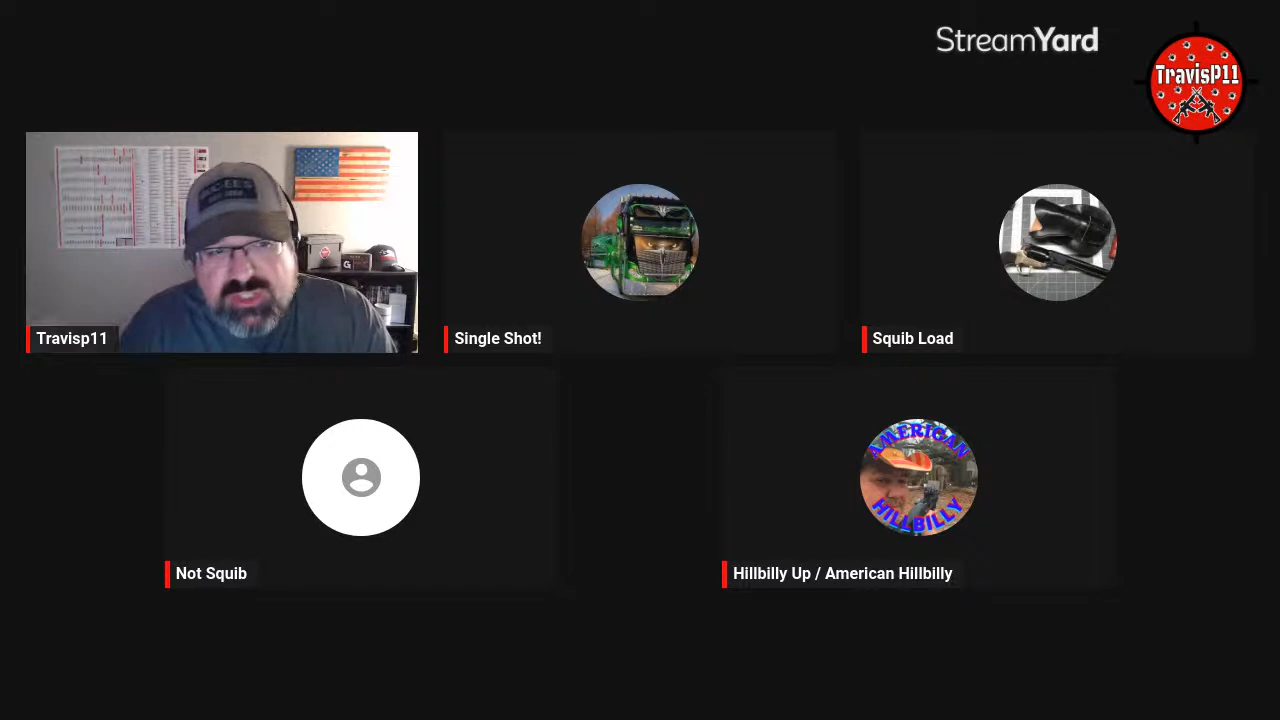 StreamYard
TravisP11
Travisp11
Single Shot!
Squib Load
Not Squib
AMERICAN
HILLBILLY
Hillbilly Up / American Hillbilly